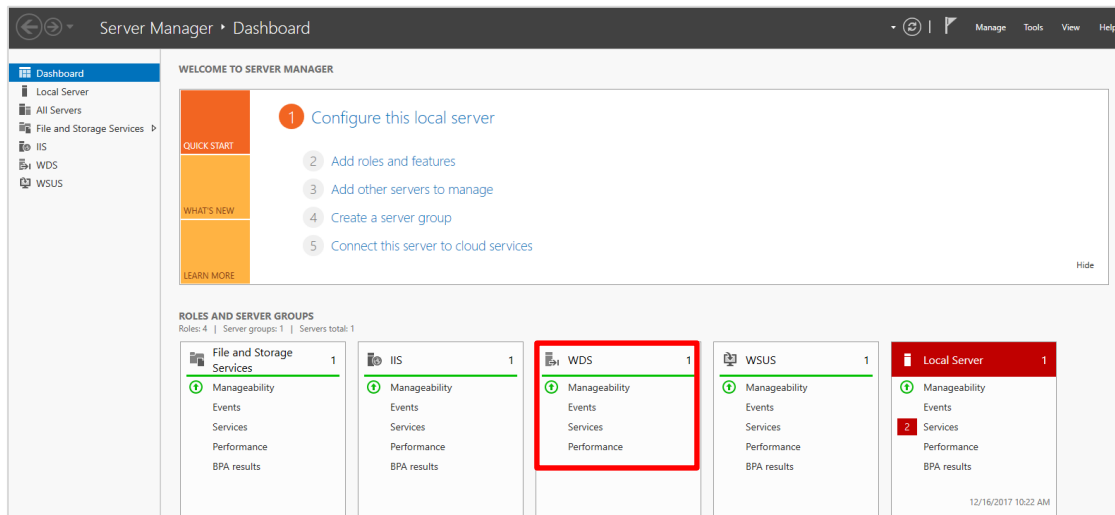 Server Manager ‣ Dashboard
Manage Tools View Help
Dashboard
Local Server
All Servers
File and Storage Services
IIS
WDS
WSUS
WELCOME TO SERVER MANAGER
QUICK START
WHAT'S NEW
LEARN MORE
1 Configure this local server
2 Add roles and features
3 Add other servers to manage
4 Create a server group
5 Connect this server to cloud services
Hide
ROLES AND SERVER GROUPS
Roles: 4 | Server groups: 1 | Servers total: 1
File and Storage
Services 1
Manageability
Events
Services
Performance
BPA results
IIS 1
Manageability
Events
Services
Performance
BPA results
WDS 1
Manageability
Events
Services
Performance
WSUS 1
Manageability
Events
Services
Performance
BPA results
Local Server 1
Manageability
Events
2 Services
Performance
BPA results
12/16/2017 10:22 AM